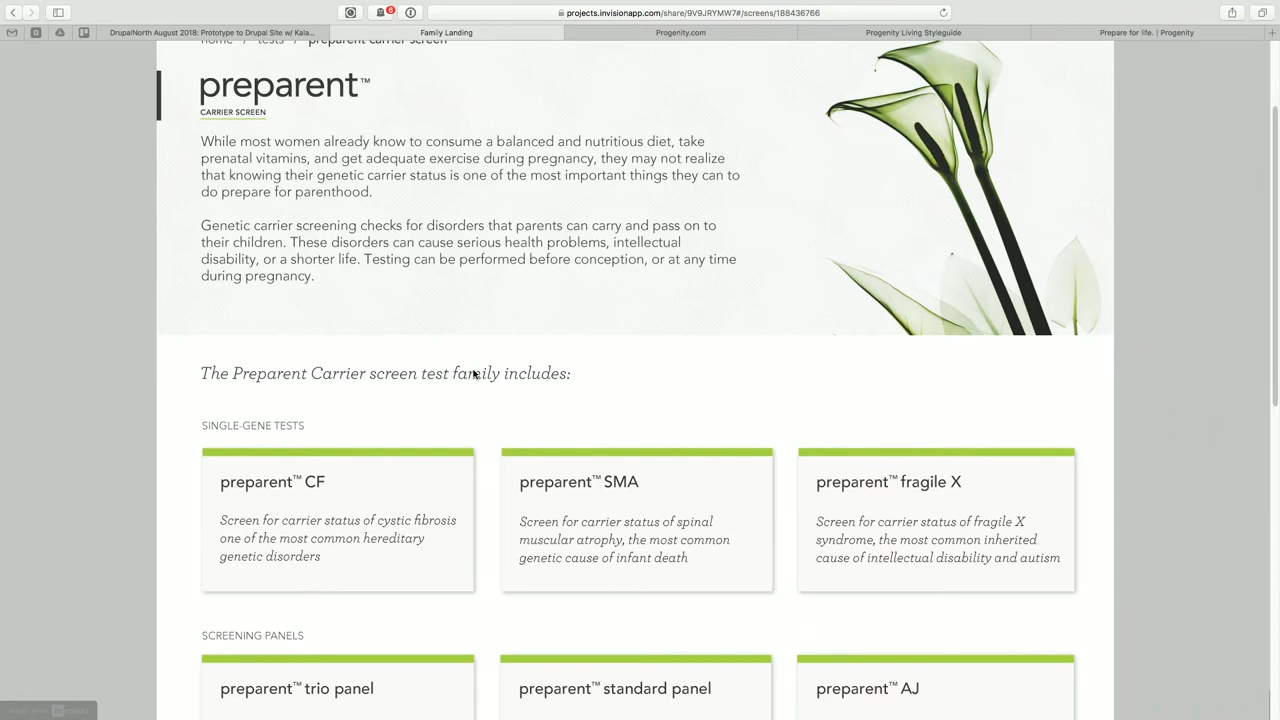 projects.invisionapp.com/share/9V9JRYMW7#/screens/188436766
DrupalNorth August 2018: Prototype to Drupal Site w/ Kala...
Family Landing
Progenity.com
Progenity Living Styleguide
Prepare for life. | Progenity
preparent™
CARRIER SCREEN
While most women already know to consume a balanced and nutritious diet, take
prenatal vitamins, and get adequate exercise during pregnancy, they may not realize
that knowing their genetic carrier status is one of the most important things they can to
do prepare for parenthood.
Genetic carrier screening checks for disorders that parents can carry and pass on to
their children. These disorders can cause serious health problems, intellectual
disability, or a shorter life. Testing can be performed before conception, or at any time
during pregnancy.
The Preparent Carrier screen test family includes:
SINGLE-GENE TESTS
preparent™ CF
Screen for carrier status of cystic fibrosis
one of the most common hereditary
genetic disorders
preparent™ SMA
Screen for carrier status of spinal
muscular atrophy, the most common
genetic cause of infant death
preparent™ fragile X
Screen for carrier status of fragile X
syndrome, the most common inherited
cause of intellectual disability and autism
SCREENING PANELS
preparent™ trio panel
preparent™ standard panel
preparent™ AJ